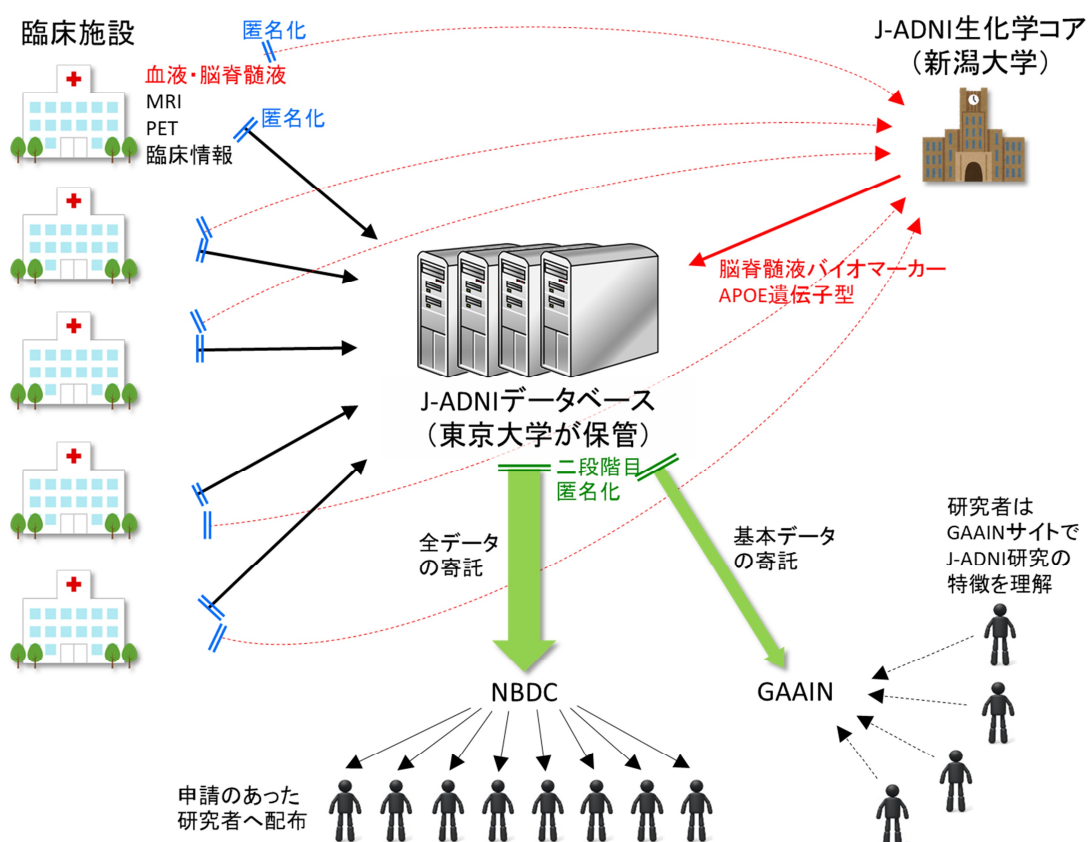 臨床施設
匿名化
血液・脳脊髄液
MRI
PET
臨床情報
匿名化
J-ADNI生化学コア
（新潟大学）
脳脊髄液バイオマーカー
APOE遺伝子型
J-ADNIデータベース
（東京大学が保管）
二段階目
匿名化
全データ
の寄託
基本データ
の寄託
研究者は
GAAINサイトで
J-ADNI研究の
特徴を理解
NBDC
GAAIN
申請のあった
研究者へ配布